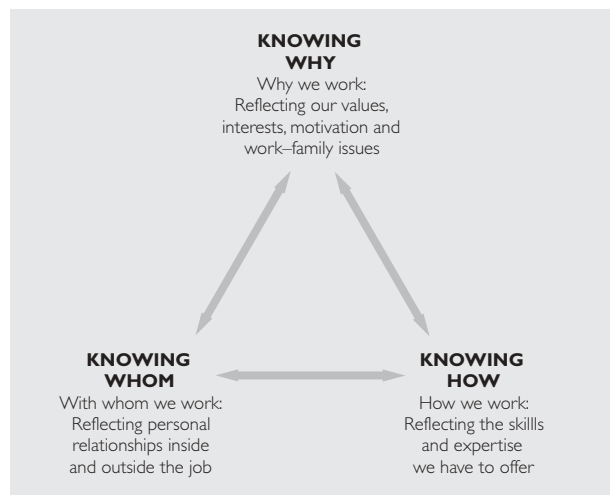 KNOWING
WHY
Why we work:
Reflecting our values,
interests, motivation and
work–family issues
KNOWING
WHOM
With whom we work:
Reflecting personal
relationships inside
and outside the job
KNOWING
HOW
How we work:
Reflecting the skillls
and expertise
we have to offer